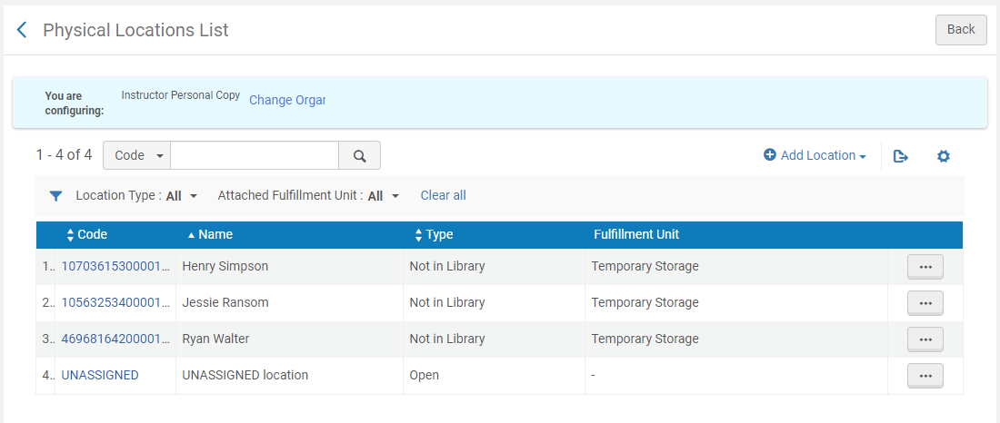 Physical Locations List
Back
You are configuring:
Instructor Personal Copy
Change Organ
1 - 4 of 4
Code
Add Location
Location Type : All
Attached Fulfillment Unit : All
Clear all
Code Name Type Fulfillment Unit
1.. 10703615300001... Henry Simpson Not in Library Temporary Storage ...
2.. 10563253400001... Jessie Ransom Not in Library Temporary Storage ...
3.. 46968164200001... Ryan Walter Not in Library Temporary Storage ...
4.. UNASSIGNED UNASSIGNED location Open - ...